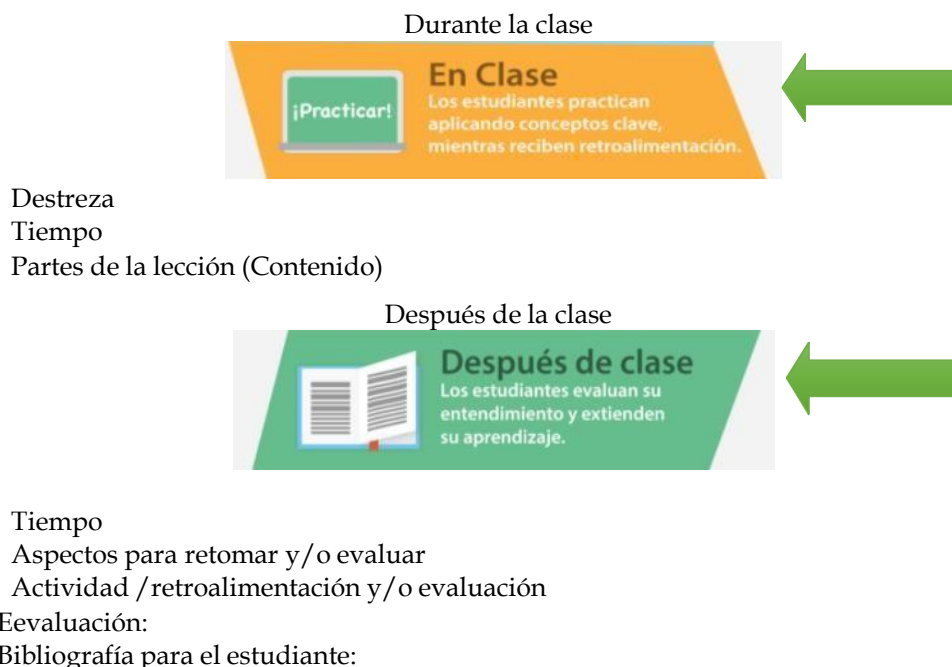 Durante la clase
¡Practicar!
En Clase
Los estudiantes practican
aplicando conceptos clave,
mientras reciben retroalimentación.
Destreza
Tiempo
Partes de la lección (Contenido)
Después de la clase
Después de clase
Los estudiantes evaluan su
entendimiento y extienden
su aprendizaje.
Tiempo
Aspectos para retomar y/o evaluar
Actividad /retroalimentación y/o evaluación
Eevaluación:
Bibliografía para el estudiante: